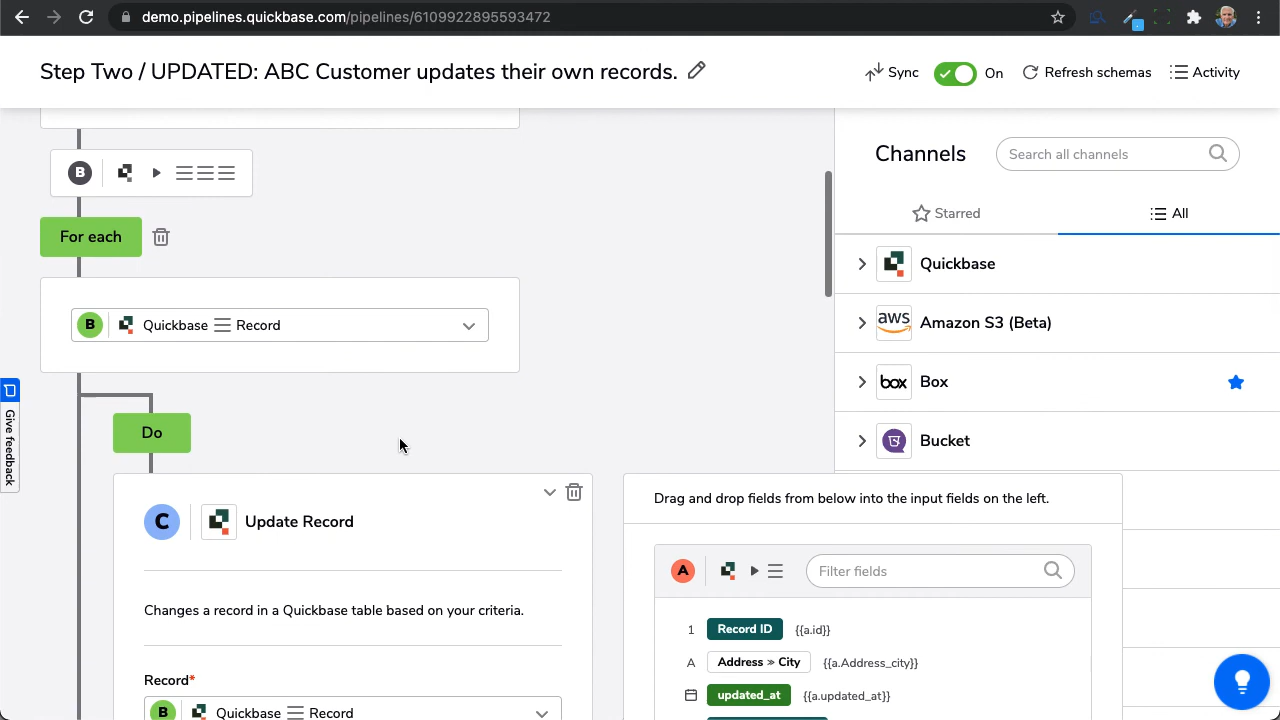 demo.pipelines.quickbase.com/pipelines/6109922895593472
Step Two / UPDATED: ABC Customer updates their own records.
Sync
On
Refresh schemas
Activity
B
For each
B Quickbase Record
Do
C Update Record
Changes a record in a Quickbase table based on your criteria.
Record*
B Quickbase Record
Drag and drop fields from below into the input fields on the left.
A Filter fields
1 Record ID {{a.id}}
A Address » City {{a.Address_city}}
updated_at {{a.updated_at}}
Channels
Search all channels
Starred
All
Quickbase
aws Amazon S3 (Beta)
box Box
Bucket
Give feedback